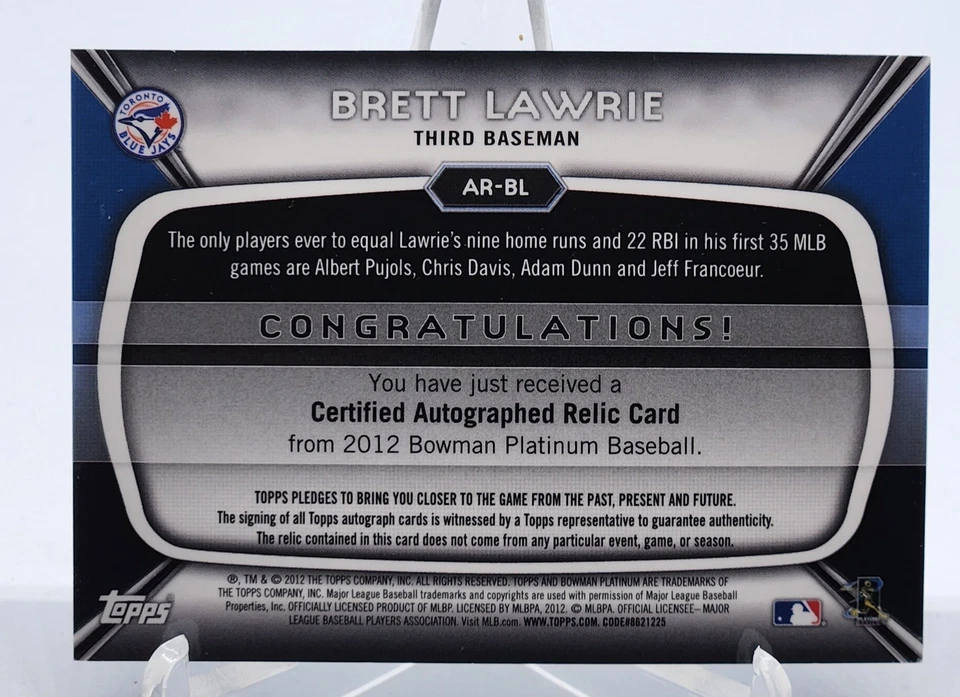 TORONTO
BLUE JAYS
BRETT LAWRIE
THIRD BASEMAN
AR-BL
The only players ever to equal Lawrie's nine home runs and 22 RBI in his first 35 MLB
games are Albert Pujols, Chris Davis, Adam Dunn and Jeff Francoeur.
CONGRATULATIONS!
You have just received a
Certified Autographed Relic Card
from 2012 Bowman Platinum Baseball.
TOPPS PLEDGES TO BRING YOU CLOSER TO THE GAME FROM THE PAST, PRESENT AND FUTURE.
The signing of all Topps autograph cards is witnessed by a Topps representative to guarantee authenticity.
The relic contained in this card does not come from any particular event, game, or season.
®, TM & © 2012 THE TOPPS COMPANY, INC. ALL RIGHTS RESERVED. TOPPS AND BOWMAN PLATINUM ARE TRADEMARKS OF
THE TOPPS COMPANY, INC. Major League Baseball trademarks and copyrights are used with permission of Major League Baseball
Properties, Inc. OFFICIALLY LICENSED PRODUCT OF MLBP. LICENSED BY MLBPA, 2012. © MLBPA. OFFICIAL LICENSEE– MAJOR
LEAGUE BASEBALL PLAYERS ASSOCIATION. Visit MLB.com. WWW.TOPPS.COM. CODE#8621225
Topps